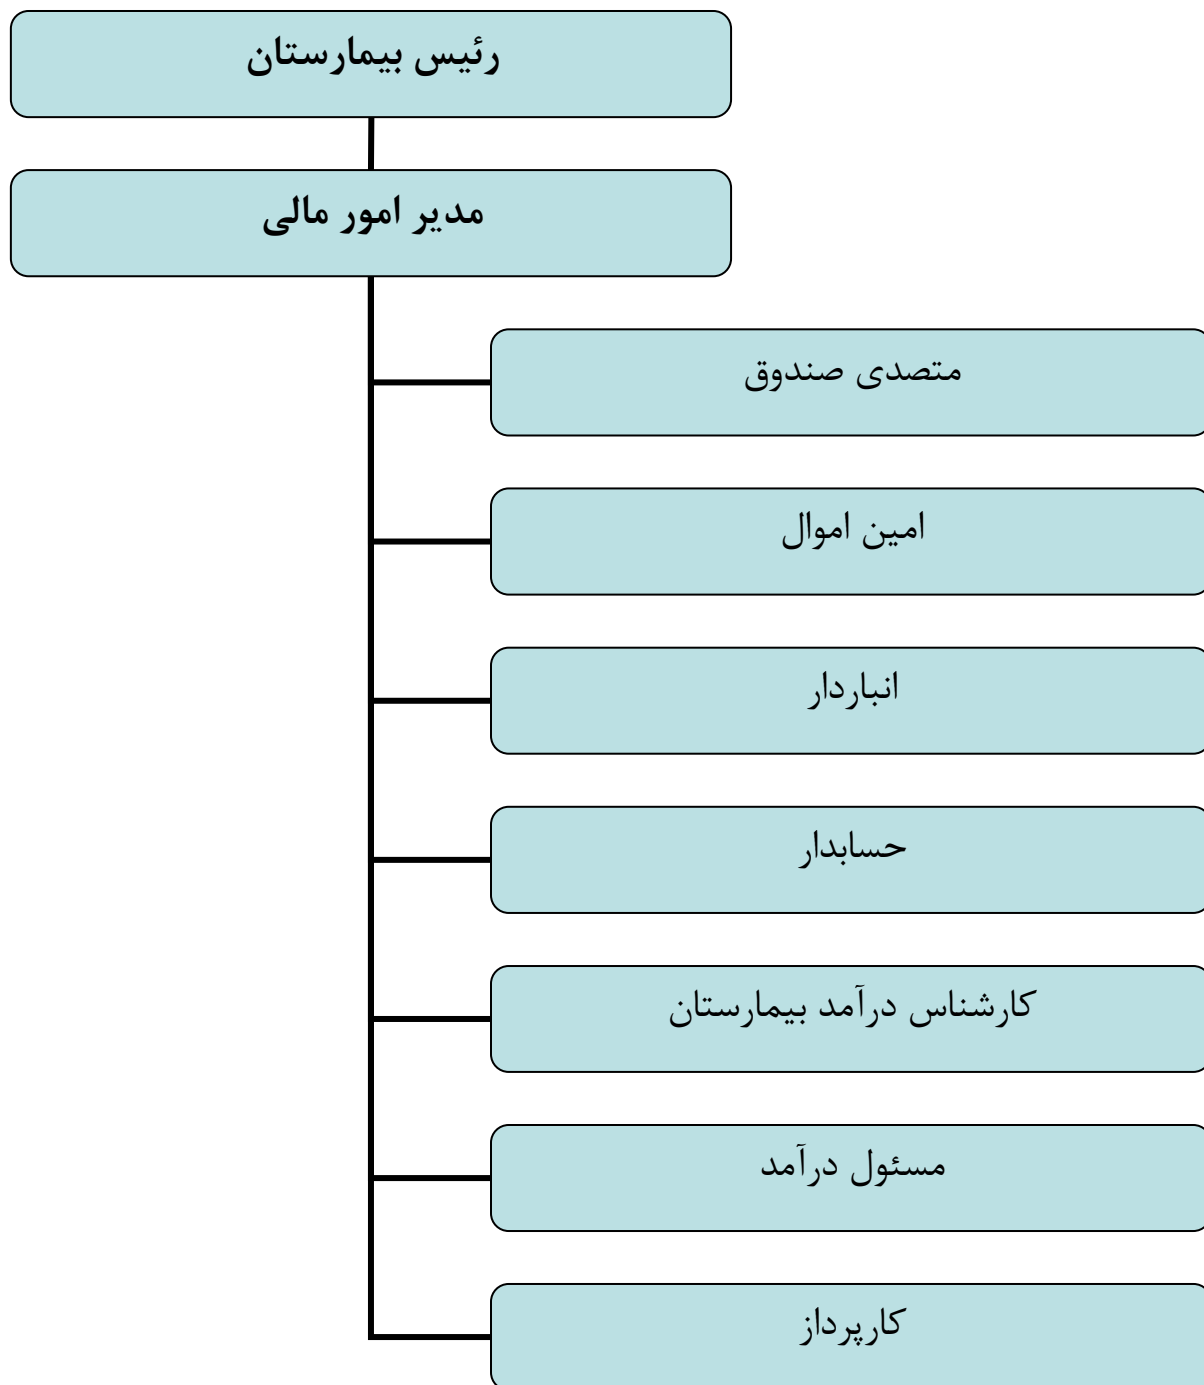 رئیس بیمارستان
مدیر امور مالی
متصدی صندوق
امین اموال
انباردار
حسابدار
کارشناس درآمد بیمارستان
مسئول درآمد
کارپرداز